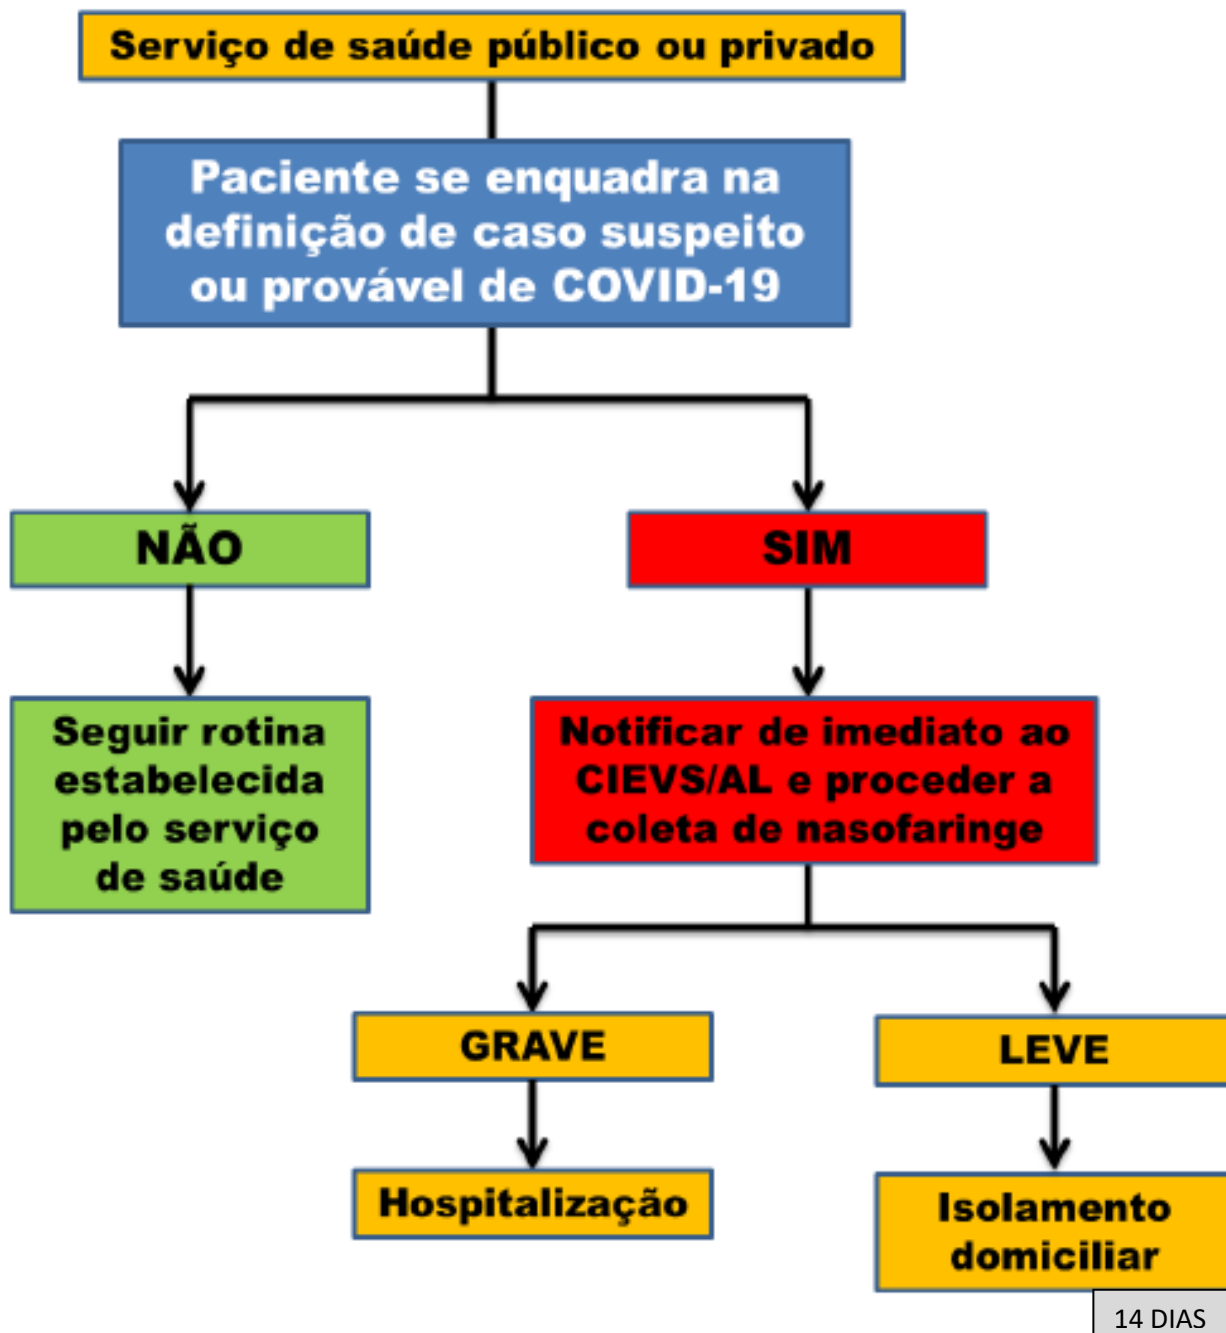 Serviço de saúde público ou privado
Paciente se enquadra na
definição de caso suspeito
ou provável de COVID-19
NÃO
SIM
Seguir rotina
estabelecida
pelo serviço
de saúde
Notificar de imediato ao
CIEVS/AL e proceder a
coleta de nasofaringe
GRAVE
LEVE
Hospitalização
Isolamento
domiciliar
14 DIAS